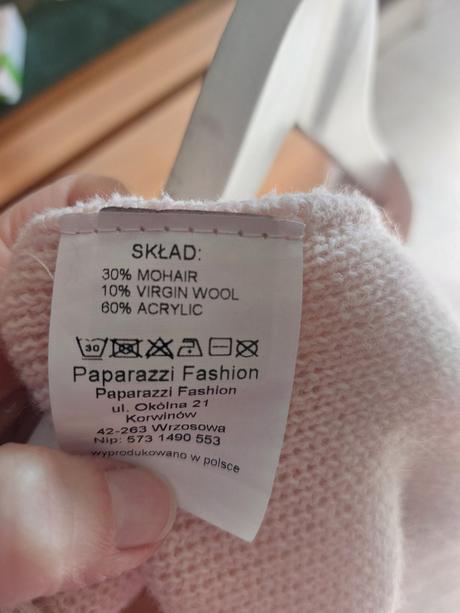 SKŁAD:
30% MOHAIR
10% VIRGIN WOOL
60% ACRYLIC
30
Paparazzi Fashion
Paparazzi Fashion
ul. Okólna 21
Korwinów
42-263 Wrzosowa
Nip: 573 1490 553
wyprodukowano w polsce